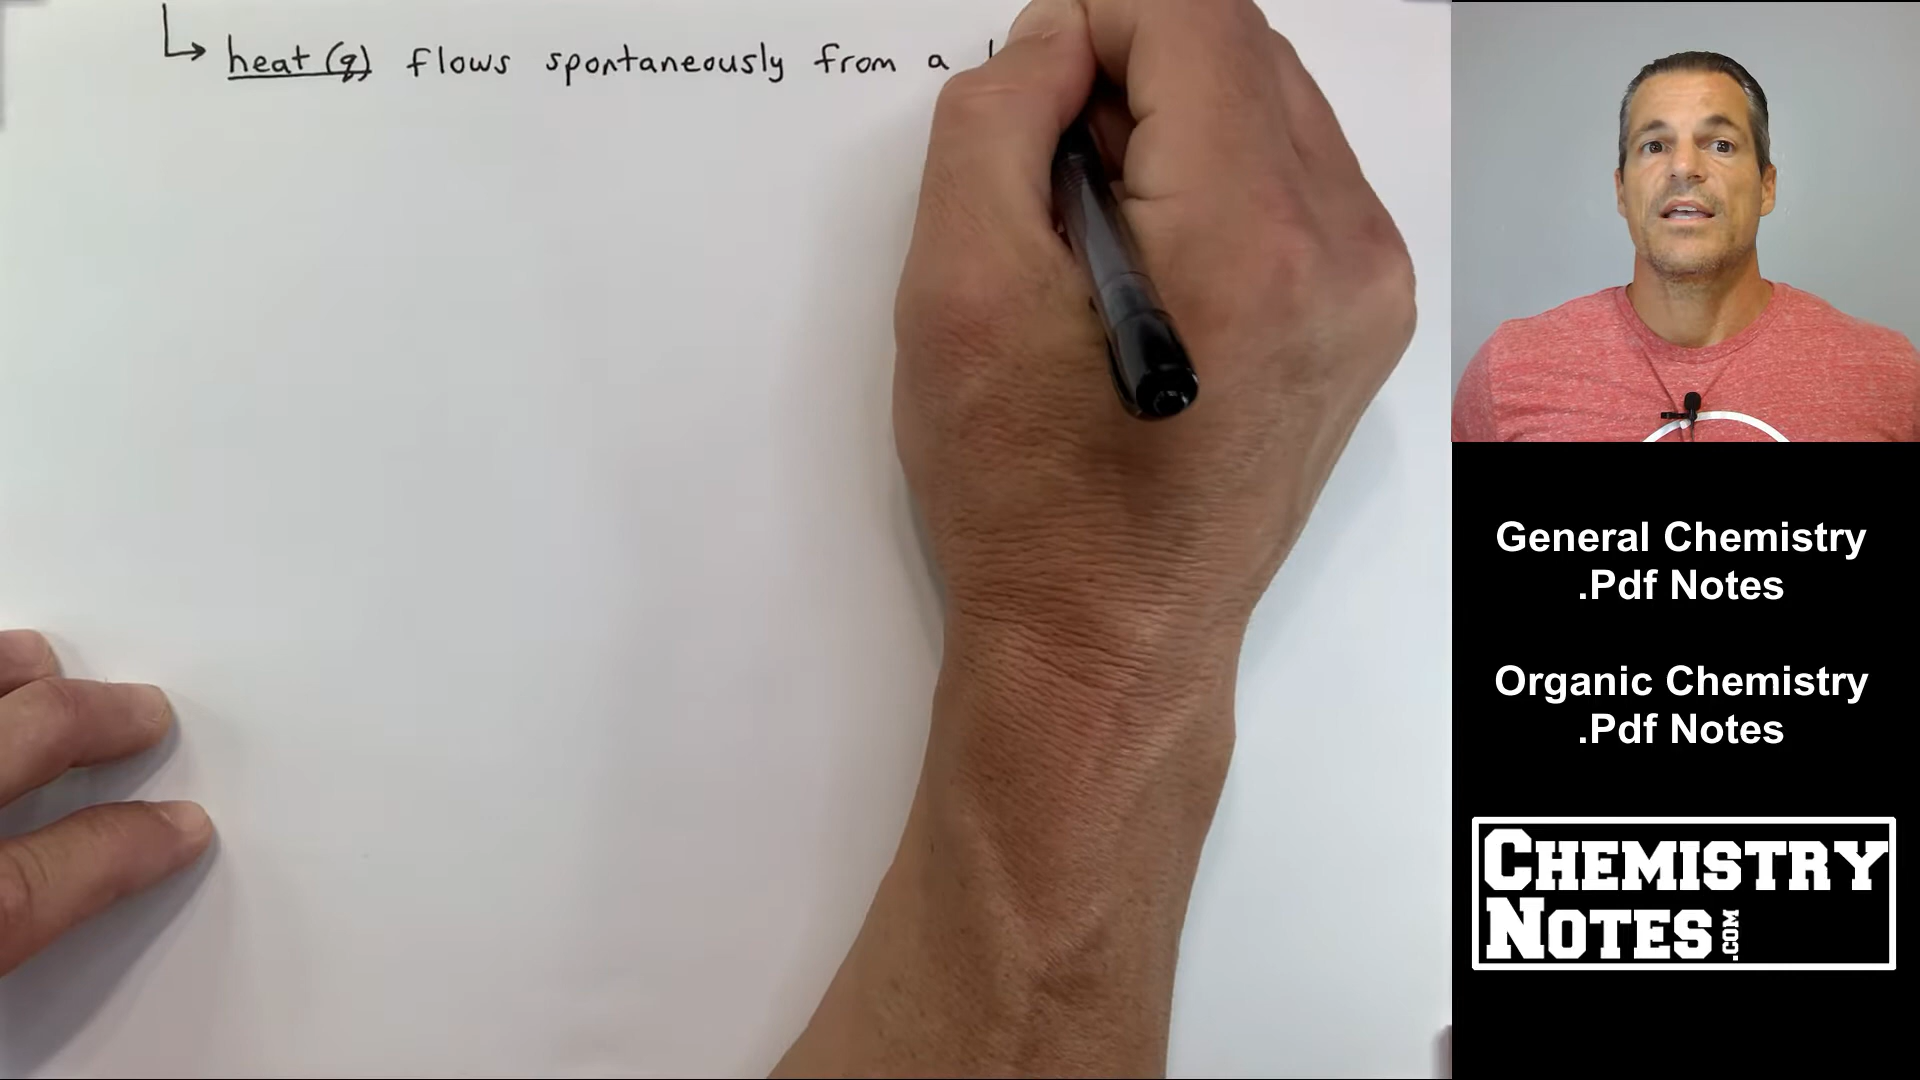 ↳ heat (q) flows spontaneously from a
General Chemistry
.Pdf Notes
Organic Chemistry
.Pdf Notes
CHEMISTRY
NOTES.COM